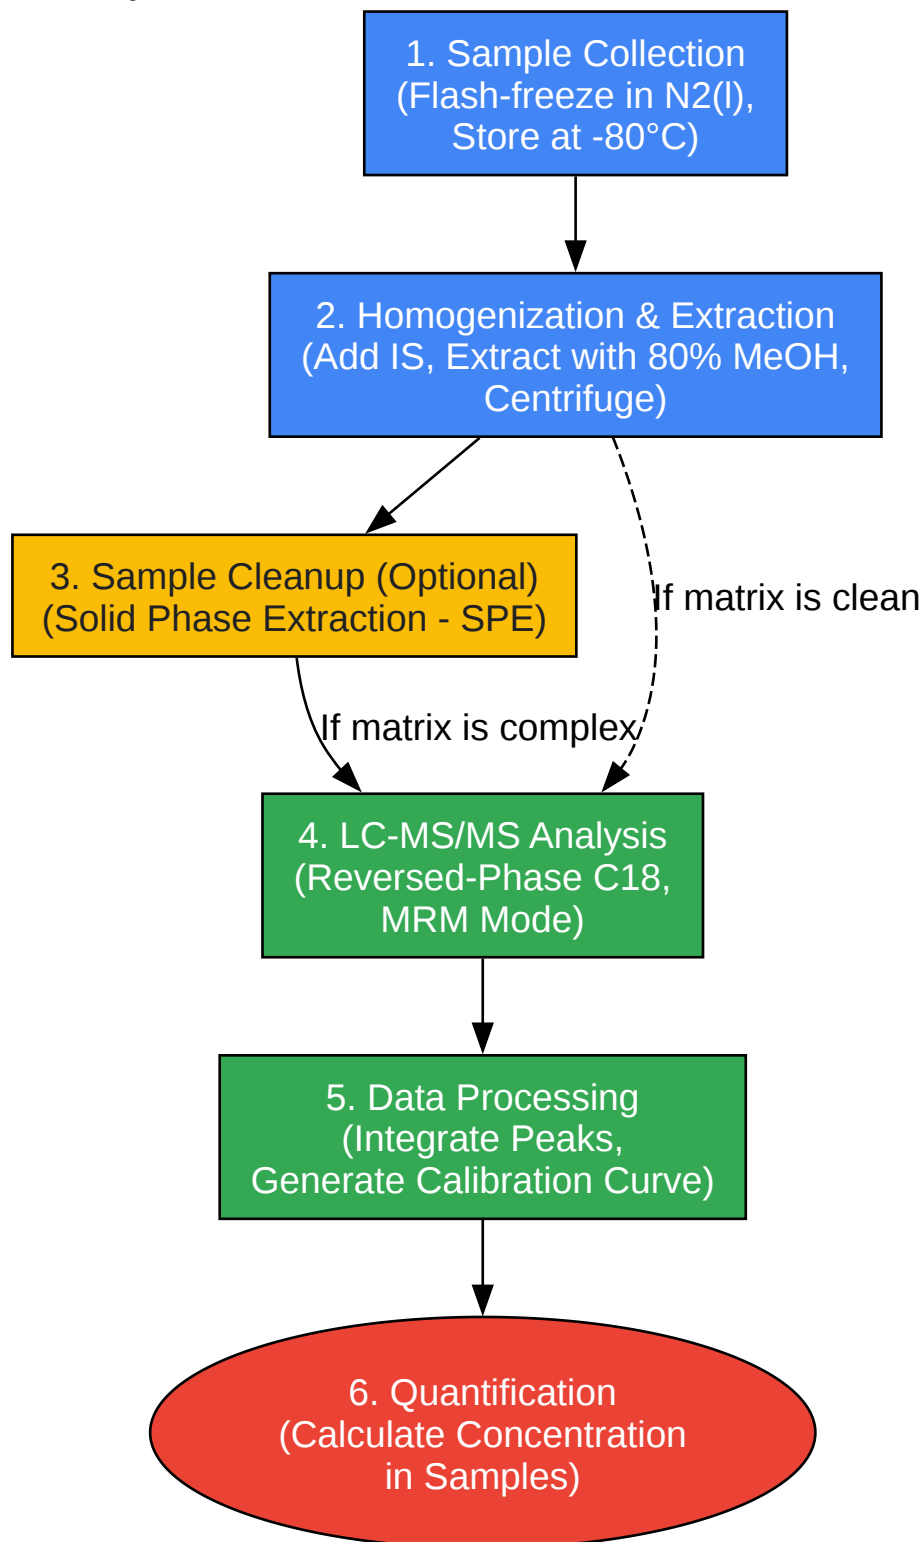 1. Sample Collection
(Flash-freeze in N2(l),
Store at -80°C)
2. Homogenization & Extraction
(Add IS, Extract with 80% MeOH,
Centrifuge)
3. Sample Cleanup (Optional)
(Solid Phase Extraction - SPE)
If matrix is clean
If matrix is complex
4. LC-MS/MS Analysis
(Reversed-Phase C18,
MRM Mode)
5. Data Processing
(Integrate Peaks,
Generate Calibration Curve)
6. Quantification
(Calculate Concentration
in Samples)